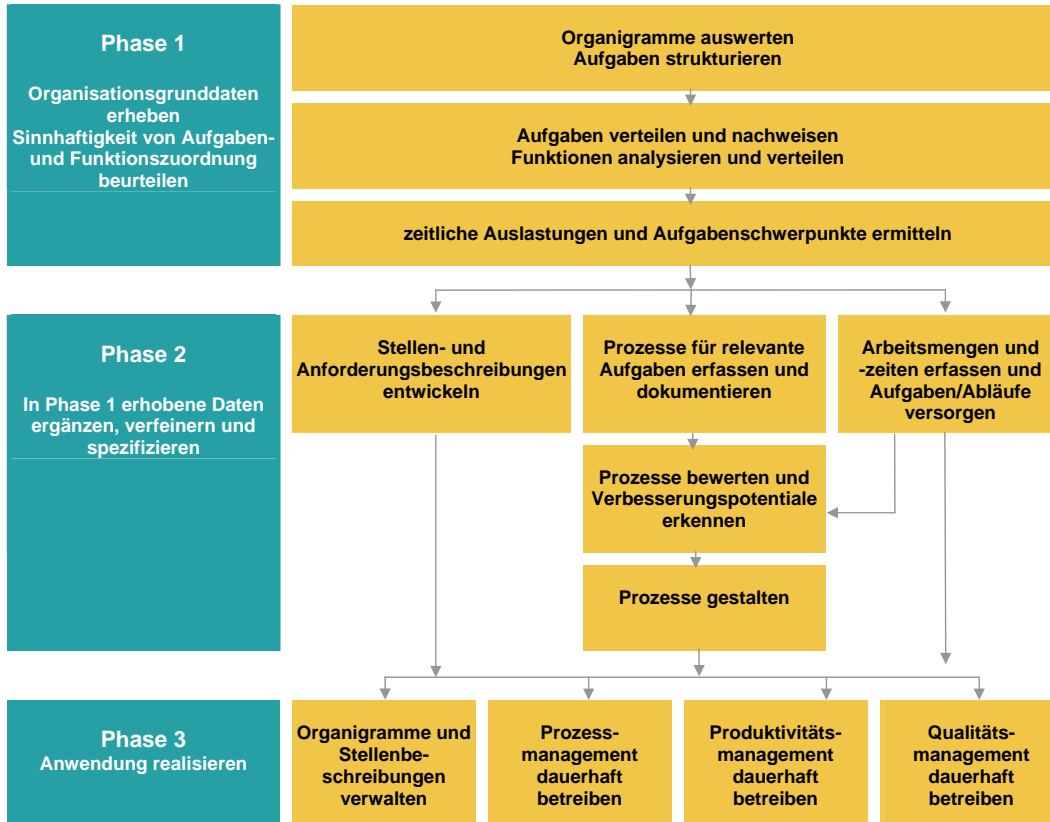 Phase 1
Organisationsgrunddaten
erheben
Sinnhaftigkeit von Aufgaben-
und Funktionszuordnung
beurteilen
Organigramme auswerten
Aufgaben strukturieren
Aufgaben verteilen und nachweisen
Funktionen analysieren und verteilen
zeitliche Auslastungen und Aufgabenschwerpunkte ermitteln
Phase 2
In Phase 1 erhobene Daten
ergänzen, verfeinern und
spezifizieren
Stellen- und
Anforderungsbeschreibungen
entwickeln
Prozesse für relevante
Aufgaben erfassen und
dokumentieren
Arbeitsmengen und
-zeiten erfassen und
Aufgaben/Abläufe
versorgen
Prozesse bewerten und
Verbesserungspotentiale
erkennen
Prozesse gestalten
Phase 3
Anwendung realisieren
Organigramme und
Stellenbe-
schreibungen
verwalten
Prozess-
management
dauerhaft
betreiben
Produktivitäts-
management
dauerhaft
betreiben
Qualitäts-
management
dauerhaft
betreiben